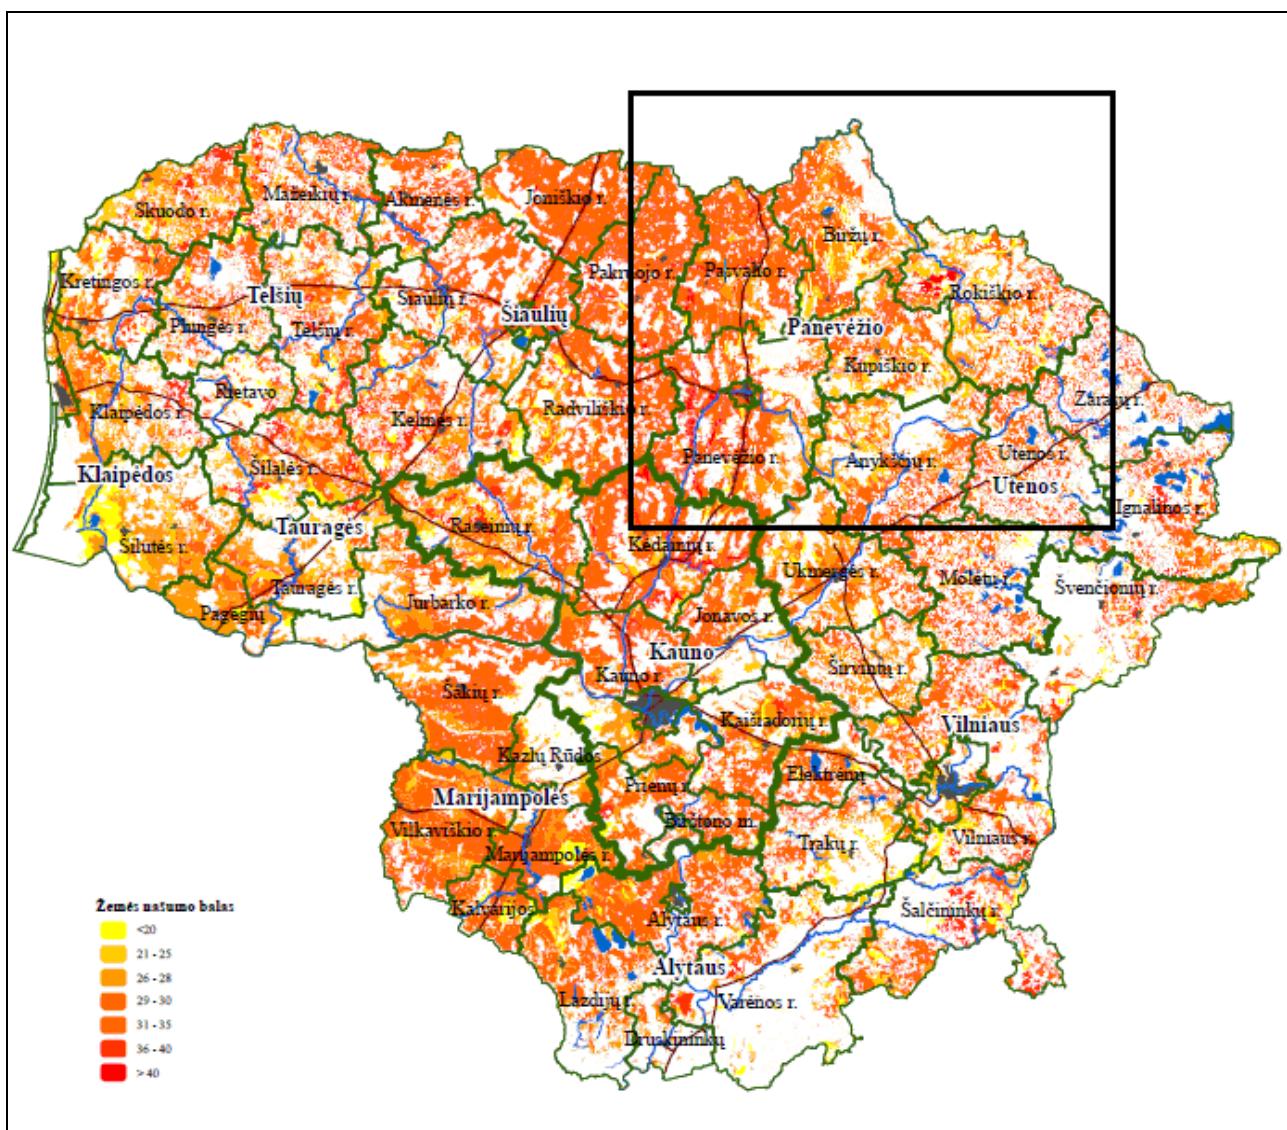 Skuodo r.
Mažeikių r.
Akmenės r.
Joniškio r.
Biržų r.
Kretingos r.
Telšių
Šiaulių r.
Pakruojo r.
Pasvalio r.
Rokiškio r.
Plungės r.
Telšių r.
Šiaulių
Panevėžio
Kupiškio r.
Klaipėdos r.
Rietavo
Kelmės r.
Radviliškio r.
Zarasų r.
Klaipėdos
Šilalės r.
Panevėžio r.
Anykščių r.
Utenos r.
Utenos
Ignalinos r.
Šilutės r.
Tauragės
Raseinių r.
Kėdainių r.
Ukmergės r.
Molėtų r.
Švenčionių r.
Pagėgių
Tauragės r.
Jurbarko r.
Jonavos r.
Kauno
Širvintų r.
Šakių r.
Kauno r.
Kaišiadorių r.
Vilniaus
Kazlų Rūdos
Prienų r.
Elektrėnų
Marijampolės
Birštono m.
Vilkaviškio r.
Marijampolės r.
Trakų r.
Vilniaus r.
Kalvarijos
Alytaus r.
Šalčininkų r.
Alytaus
Lazdijų r.
Varėnos r.
Druskininkų
Žemės našumo balas
<20
21 - 25
26 - 28
29 - 30
31 - 35
36 - 40
> 40